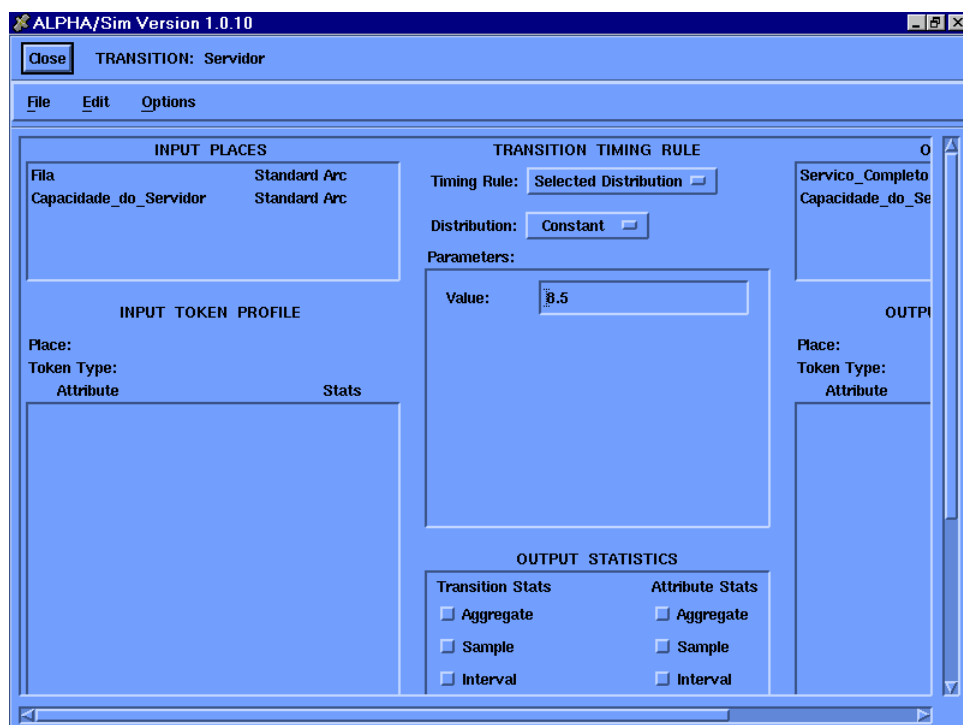 ALPHA/Sim Version 1.0.10
Close TRANSITION: Servidor
File Edit Options
INPUT PLACES
Fila Standard Arc
Capacidade_do_Servidor Standard Arc
INPUT TOKEN PROFILE
Place:
Token Type:
Attribute Stats
TRANSITION TIMING RULE
Timing Rule: Selected Distribution
Distribution: Constant
Parameters:
Value: 8.5
OUTPUT STATISTICS
Transition Stats Attribute Stats
Aggregate Aggregate
Sample Sample
Interval Interval
O
Servico_Completo
Capacidade_do_Se
OUTPU
Place:
Token Type:
Attribute